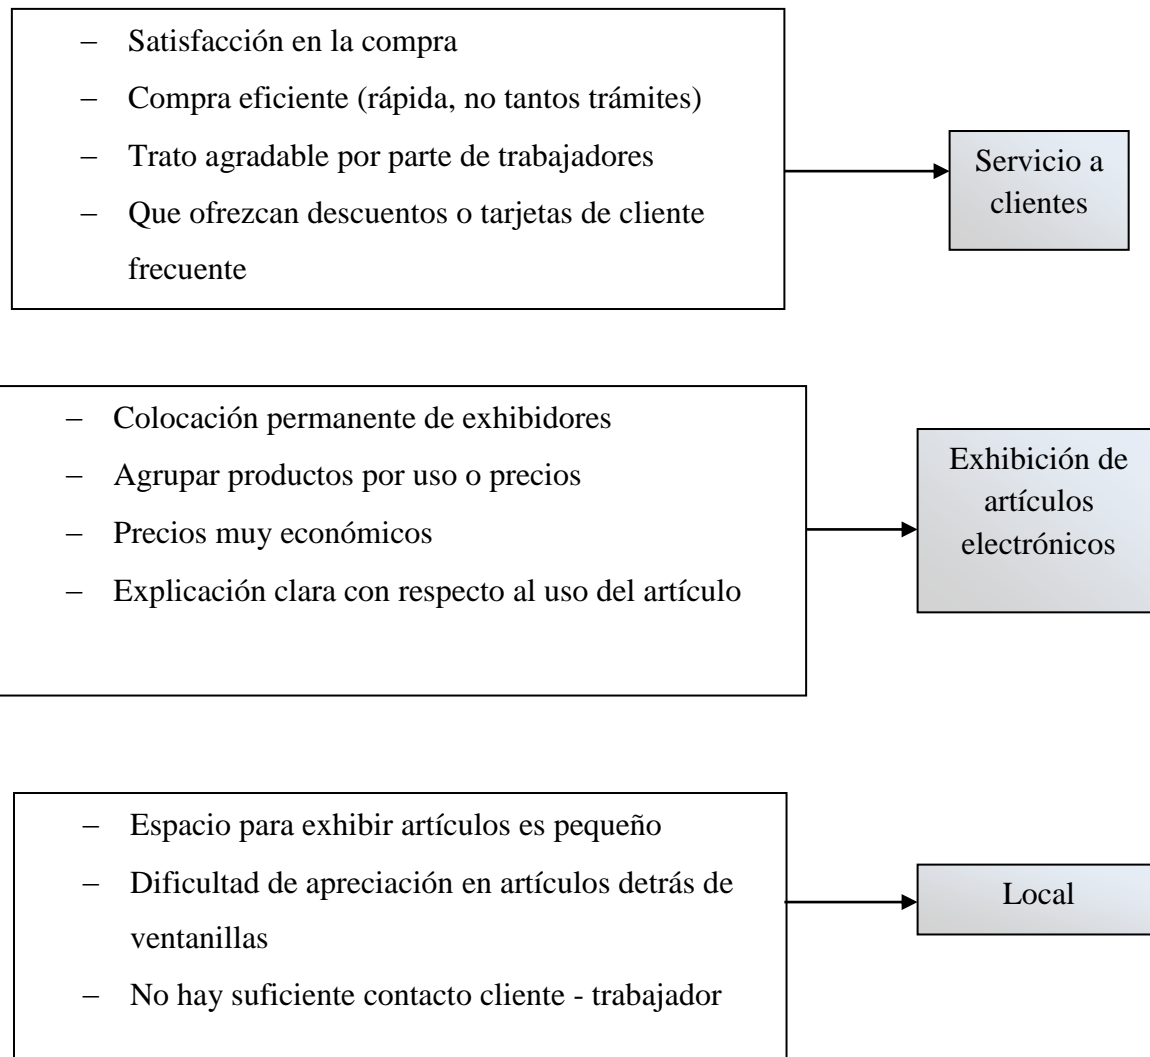 – Satisfacción en la compra
– Compra eficiente (rápida, no tantos trámites)
– Trato agradable por parte de trabajadores
– Que ofrezcan descuentos o tarjetas de cliente
frecuente
Servicio a
clientes
– Colocación permanente de exhibidores
– Agrupar productos por uso o precios
– Precios muy económicos
– Explicación clara con respecto al uso del artículo
Exhibición de
artículos
electrónicos
– Espacio para exhibir artículos es pequeño
– Dificultad de apreciación en artículos detrás de
ventanillas
– No hay suficiente contacto cliente - trabajador
Local